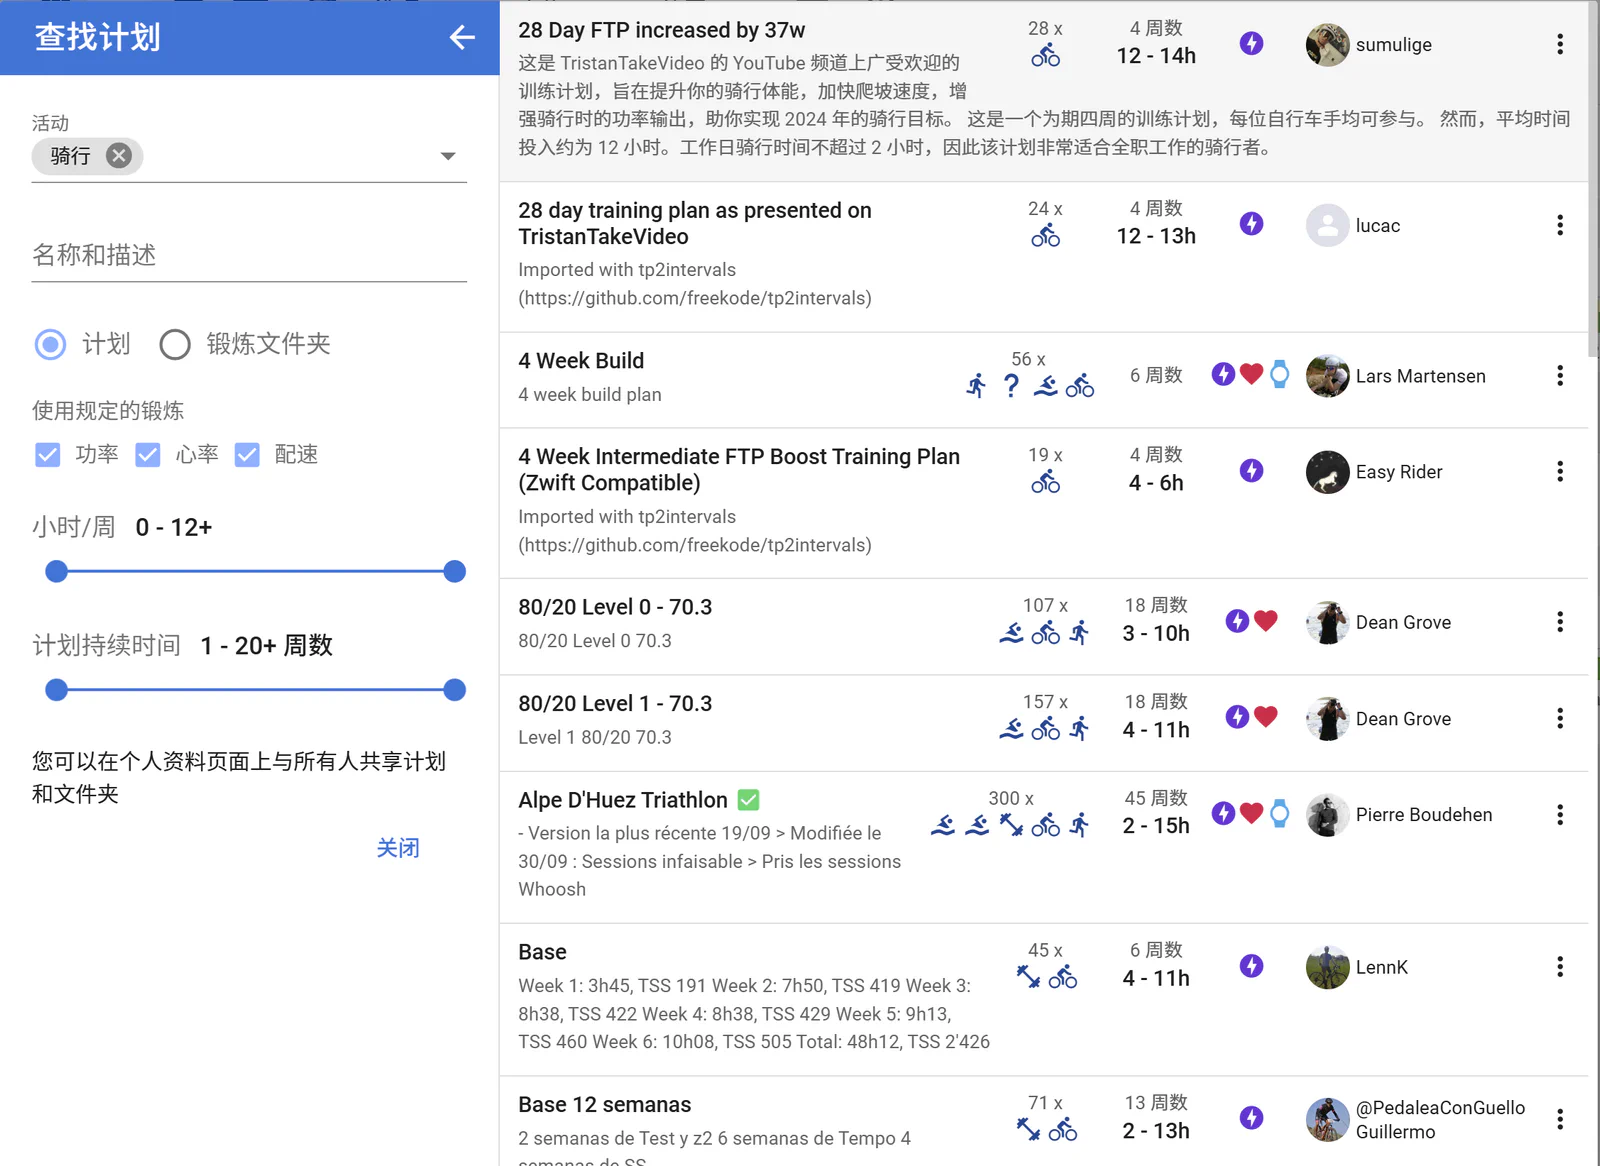 查找计划
活动
骑行
名称和描述
计划
锻炼文件夹
使用规定的锻炼
功率
心率
配速
小时/周 0 - 12+
计划持续时间 1 - 20+ 周数
您可以在个人资料页面上与所有人共享计划
和文件夹
关闭
28 Day FTP increased by 37w
这是 TristanTakeVideo 的 YouTube 频道上广受欢迎的
训练计划，旨在提升你的骑行体能，加快爬坡速度，增
强骑行时的功率输出，助你实现 2024 年的骑行目标。 这是一个为期四周的训练计划，每位自行车手均可参与。 然而，平均时间
投入约为 12 小时。工作日骑行时间不超过 2 小时，因此该计划非常适合全职工作的骑行者。
28 x
4 周数
12 - 14h
sumulige
28 day training plan as presented on
TristanTakeVideo
Imported with tp2intervals
(https://github.com/freekode/tp2intervals)
24 x
4 周数
12 - 13h
lucac
4 Week Build
4 week build plan
56 x
6 周数
Lars Martensen
4 Week Intermediate FTP Boost Training Plan
(Zwift Compatible)
Imported with tp2intervals
(https://github.com/freekode/tp2intervals)
19 x
4 周数
4 - 6h
Easy Rider
80/20 Level 0 - 70.3
80/20 Level 0 70.3
107 x
18 周数
3 - 10h
Dean Grove
80/20 Level 1 - 70.3
Level 1 80/20 70.3
157 x
18 周数
4 - 11h
Dean Grove
Alpe D'Huez Triathlon ✅
- Version la plus récente 19/09 > Modifiée le
30/09 : Sessions infaisable > Pris les sessions
Whoosh
300 x
45 周数
2 - 15h
Pierre Boudehen
Base
Week 1: 3h45, TSS 191 Week 2: 7h50, TSS 419 Week 3:
8h38, TSS 422 Week 4: 8h38, TSS 429 Week 5: 9h13,
TSS 460 Week 6: 10h08, TSS 505 Total: 48h12, TSS 2'426
45 x
6 周数
4 - 11h
LennK
Base 12 semanas
2 semanas de Test y z2 6 semanas de Tempo 4
semanas de SS
71 x
13 周数
2 - 13h
@PedaleaConGuello
Guillermo